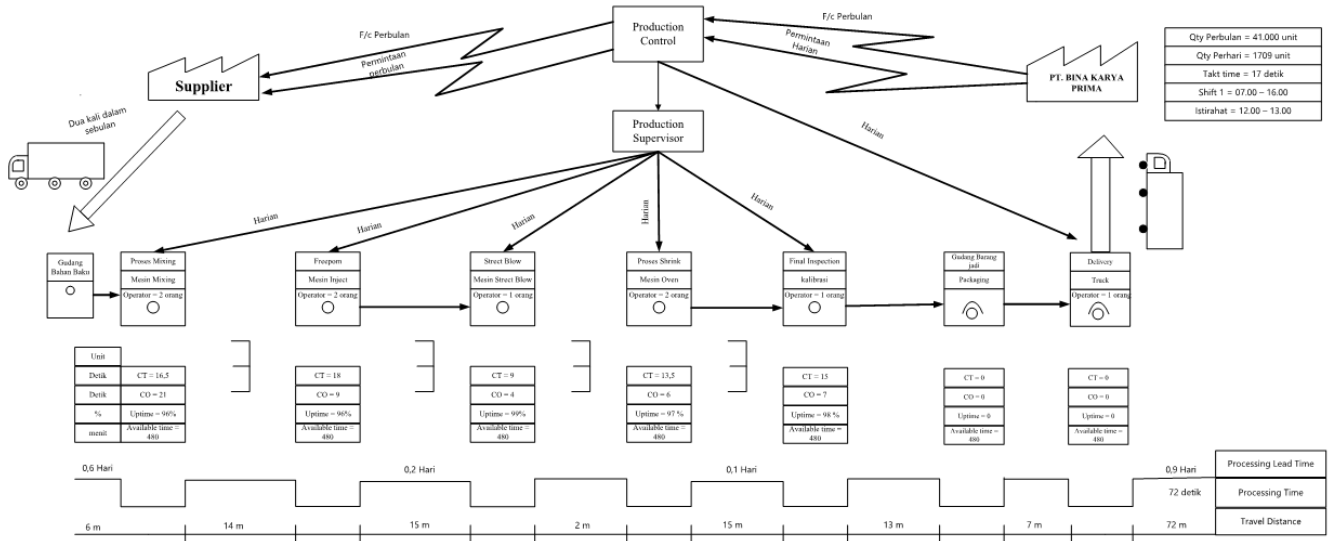 F/c Perbulan
Permintaan
perbulan
Production
Control
F/c Perbulan
Permintaan
Harian
Supplier
PT. BINA KARYA
PRIMA
Qty Perbulan = 41.000 unit
Qty Perhari = 1709 unit
Takt time = 17 detik
Shift 1 = 07.00 – 16.00
Istirahat = 12.00 – 13.00
Dua kali dalam
sebulan
Production
Supervisor
Harian
Harian
Harian
Harian
Harian
Harian
Gudang
Bahan Baku
Proses Mixing
Mesin Mixing
Operator = 2 orang
Freepom
Mesin Inject
Operator = 2 orang
Strect Blow
Mesin Strect Blow
Operator = 1 orang
Proses Shrink
Mesin Oven
Operator = 2 orang
Final Inspection
kalibrasi
Operator = 1 orang
Gudang Barang
jadi
Packaging
Delivery
Truck
Operator = 1 orang
Unit
Detik
Detik
%
menit
CT = 16,5
CO = 21
Uptime = 96%
Available time =
480
CT = 18
CO = 9
Uptime = 96%
Available time =
480
CT = 9
CO = 4
Uptime = 99%
Available time =
480
CT = 13,5
CO = 6
Uptime = 97 %
Available time =
480
CT = 15
CO = 7
Uptime = 98 %
Available time =
480
CT = 0
CO = 0
Uptime = 0
Available time =
480
CT = 0
CO = 0
Uptime = 0
Available time =
480
0,6 Hari
0,2 Hari
0,1 Hari
0,9 Hari
Processing Lead Time
72 detik
Processing Time
6 m
14 m
15 m
2 m
15 m
13 m
7 m
72 m
Travel Distance